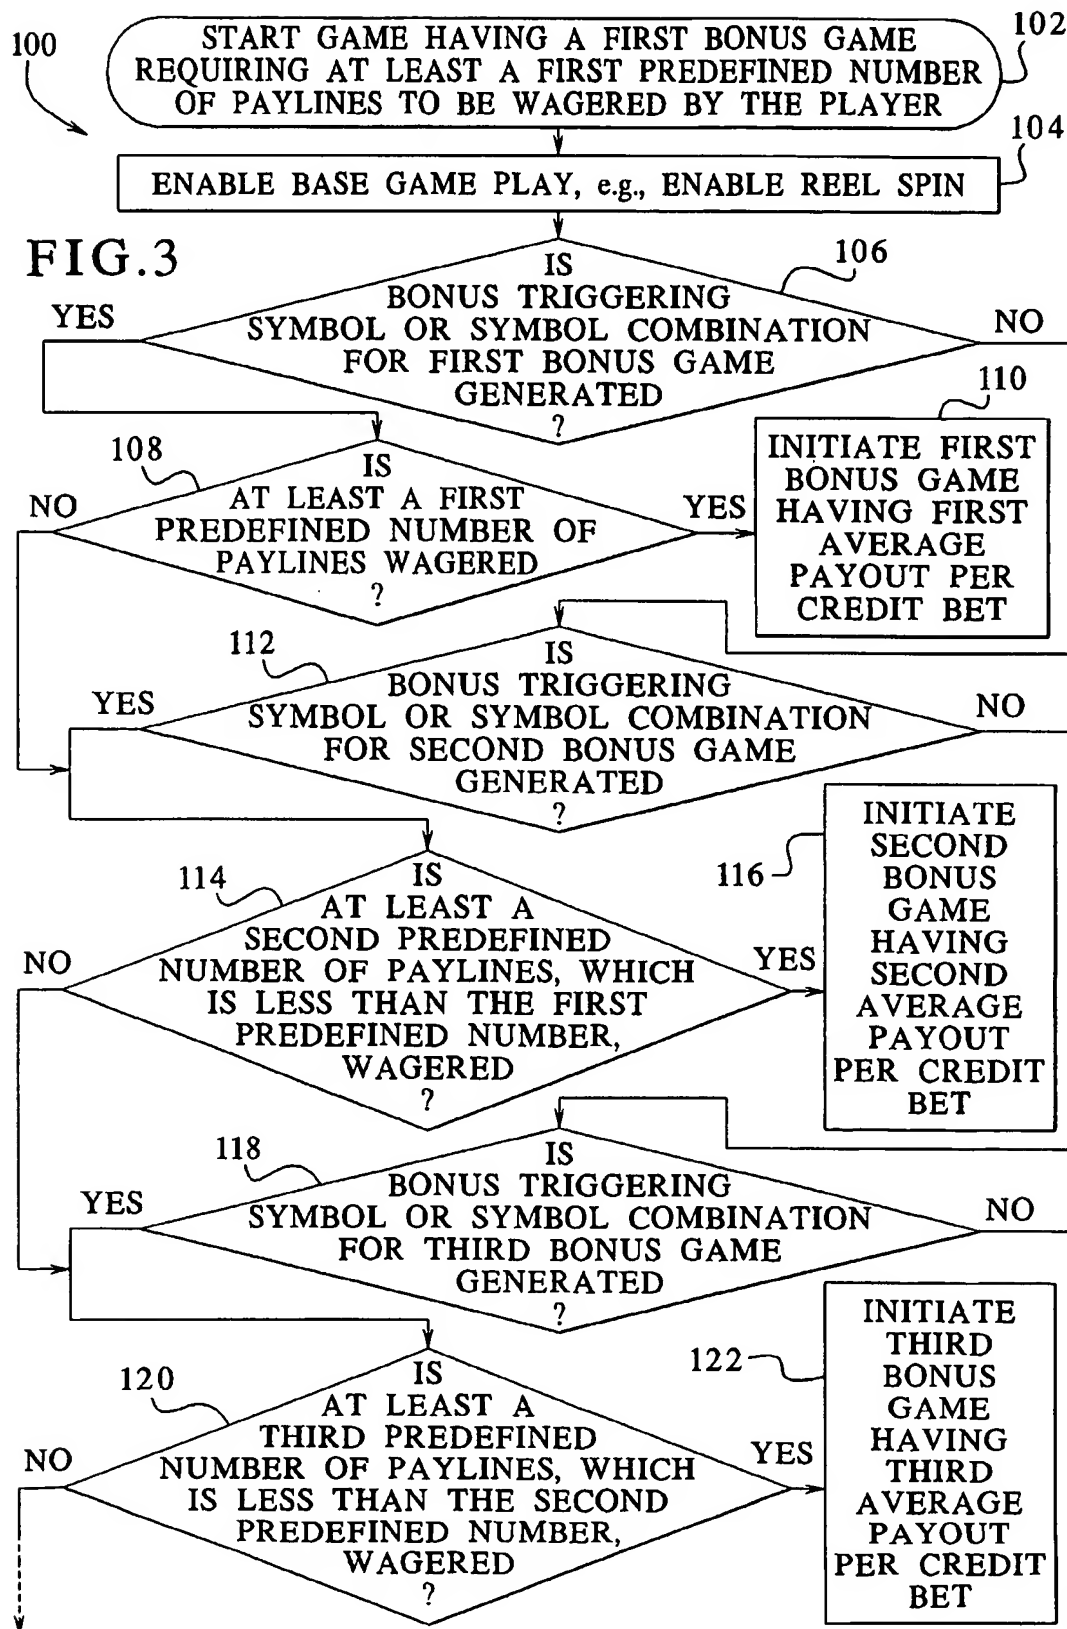 100
START GAME HAVING A FIRST BONUS GAME
REQUIRING AT LEAST A FIRST PREDEFINED NUMBER
OF PAYLINES TO BE WAGERED BY THE PLAYER
102
104
ENABLE BASE GAME PLAY, e.g., ENABLE REEL SPIN
FIG.3
106
YES
IS
BONUS TRIGGERING
SYMBOL OR SYMBOL COMBINATION
FOR FIRST BONUS GAME
GENERATED
?
NO
108
NO
IS
AT LEAST A FIRST
PREDEFINED NUMBER OF
PAYLINES WAGERED
?
YES
110
INITIATE FIRST
BONUS GAME
HAVING FIRST
AVERAGE
PAYOUT PER
CREDIT BET
112
YES
IS
BONUS TRIGGERING
SYMBOL OR SYMBOL COMBINATION
FOR SECOND BONUS GAME
GENERATED
?
NO
114
NO
IS
AT LEAST A
SECOND PREDEFINED
NUMBER OF PAYLINES, WHICH
IS LESS THAN THE FIRST
PREDEFINED NUMBER,
WAGERED
?
YES
116
INITIATE
SECOND
BONUS
GAME
HAVING
SECOND
AVERAGE
PAYOUT
PER CREDIT
BET
118
YES
IS
BONUS TRIGGERING
SYMBOL OR SYMBOL COMBINATION
FOR THIRD BONUS GAME
GENERATED
?
NO
120
NO
IS
AT LEAST A
THIRD PREDEFINED
NUMBER OF PAYLINES, WHICH
IS LESS THAN THE SECOND
PREDEFINED NUMBER,
WAGERED
?
YES
122
INITIATE
THIRD
BONUS
GAME
HAVING
THIRD
AVERAGE
PAYOUT
PER CREDIT
BET